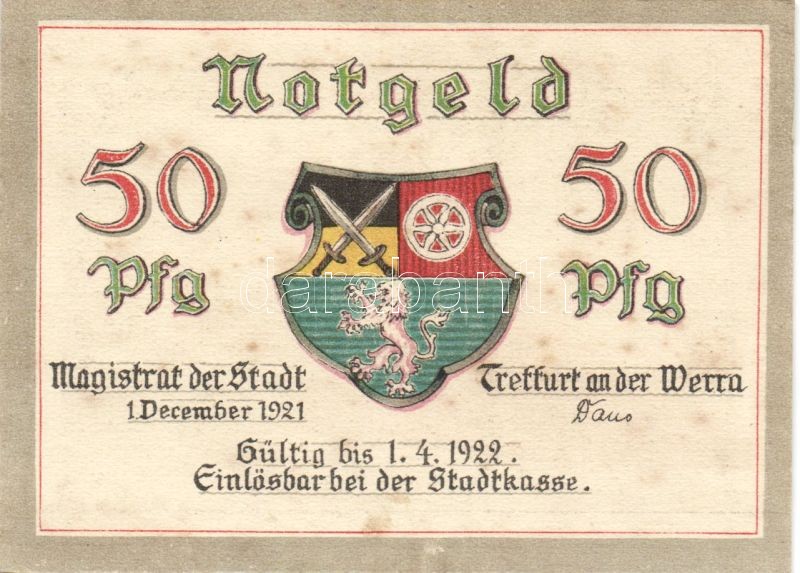 Notgeld
50 50
Pfg Pfg
darabanth
Magistrat der Stadt Treffurt an der Werra
1. December 1921
Gültig bis 1. 4. 1922.
Einlösbar bei der Stadtkasse.